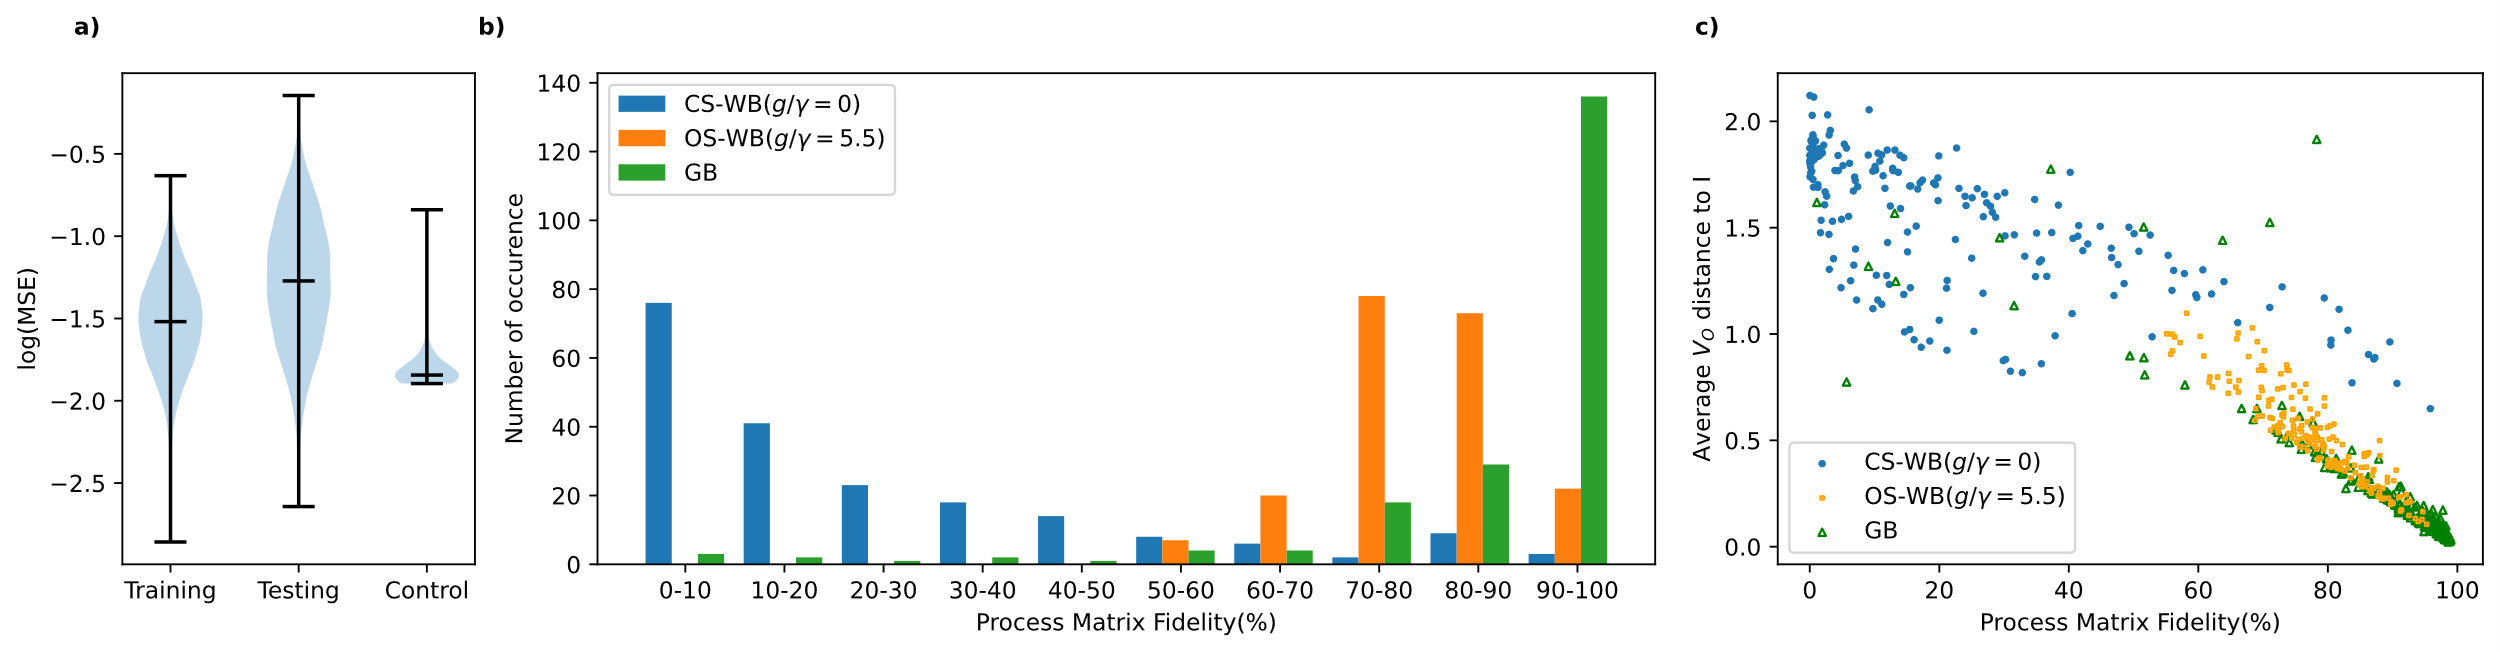 a)
log(MSE)
−0.5
−1.0
−1.5
−2.0
−2.5
Training
Testing
Control
b)
Number of occurence
140
120
100
80
60
40
20
0
CS-WB(g/γ = 0)
OS-WB(g/γ = 5.5)
GB
0-10
10-20
20-30
30-40
40-50
50-60
60-70
70-80
80-90
90-100
Process Matrix Fidelity(%)
c)
Average V_O distance to I
2.0
1.5
1.0
0.5
0.0
CS-WB(g/γ = 0)
OS-WB(g/γ = 5.5)
GB
0
20
40
60
80
100
Process Matrix Fidelity(%)